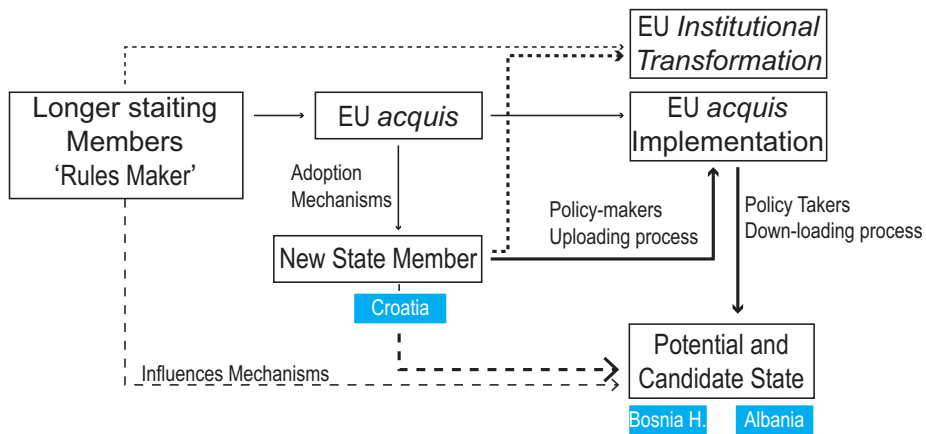 EU Institutional
Transformation
Longer staiting
Members
‘Rules Maker’
EU acquis
EU acquis
Implementation
Adoption
Mechanisms
Policy-makers
Uploading process
Policy Takers
Down-loading process
New State Member
Croatia
Influences Mechanisms
Potential and
Candidate State
Bosnia H.
Albania